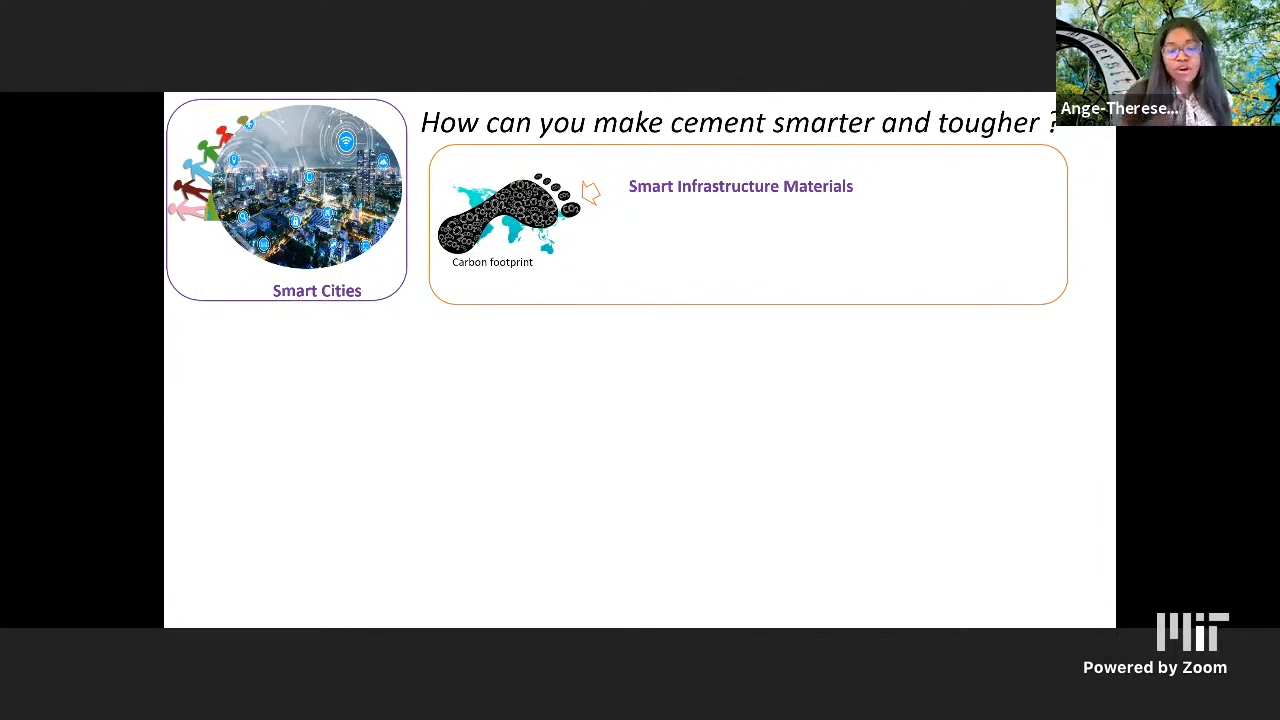 How can you make cement smarter and tougher ?
Ange-Therese...
Smart Infrastructure Materials
Carbon footprint
Smart Cities
MIT
Powered by Zoom